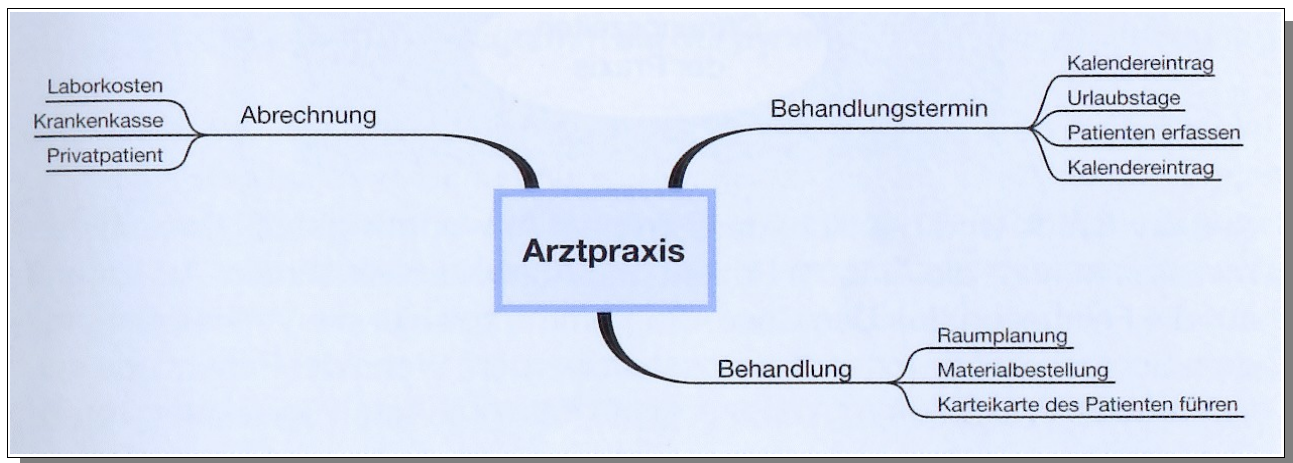 Laborkosten
Krankenkasse
Privatpatient
Abrechnung
Behandlungstermin
Kalendereintrag
Urlaubstage
Patienten erfassen
Kalendereintrag
Arztpraxis
Behandlung
Raumplanung
Materialbestellung
Karteikarte des Patienten führen